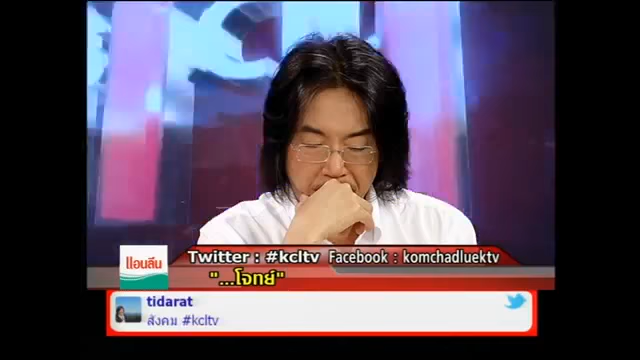 Twitter : #kcltv Facebook : komchadluektv
แอนลีน
"...โจทย์"
tidarat
สังคม #kcltv